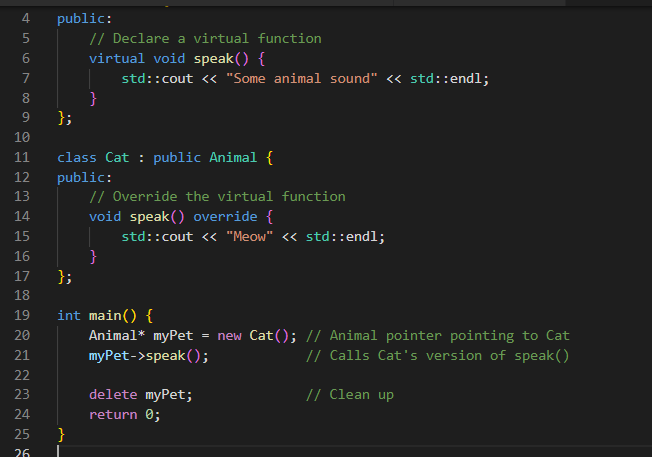 4 public:
5     // Declare a virtual function
6     virtual void speak() {
7         std::cout << "Some animal sound" << std::endl;
8     }
9 };
10
11 class Cat : public Animal {
12 public:
13     // Override the virtual function
14     void speak() override {
15         std::cout << "Meow" << std::endl;
16     }
17 };
18
19 int main() {
20     Animal* myPet = new Cat(); // Animal pointer pointing to Cat
21     myPet->speak();            // Calls Cat's version of speak()
22
23     delete myPet;              // Clean up
24     return 0;
25 }
26